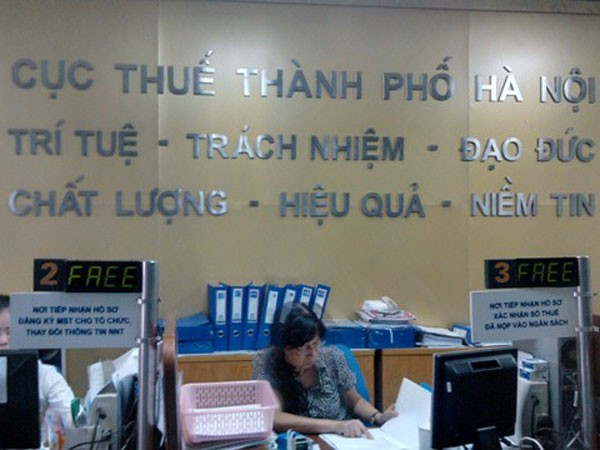 CỤC THUẾ THÀNH PHỐ HÀ NỘI
TRÍ TUỆ - TRÁCH NHIỆM - ĐẠO ĐỨC
CHẤT LƯỢNG - HIỆU QUẢ - NIỀM TIN
2 FREE
NƠI TIẾP NHẬN HỒ SƠ
ĐĂNG KÝ MST CHO TỔ CHỨC,
THAY ĐỔI THÔNG TIN NNT
3 FREE
NƠI TIẾP NHẬN HỒ SƠ
XÁC NHẬN SỐ THUẾ
ĐÃ NỘP VÀO NGÂN SÁCH